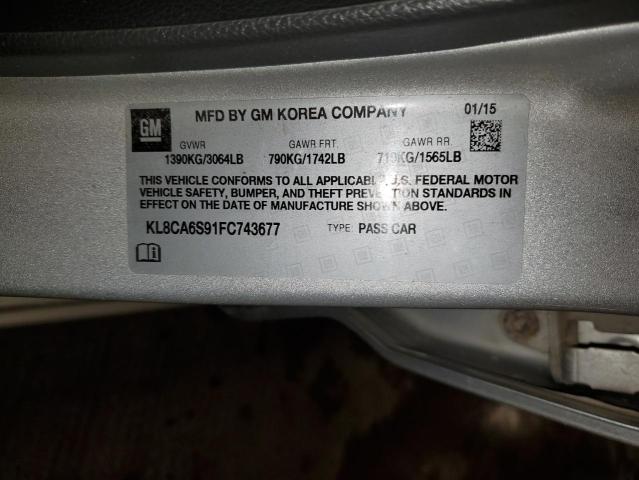 GM
MFD BY GM KOREA COMPANY 01/15
GVWR GAWR FRT. GAWR RR.
1390KG/3064LB 790KG/1742LB 710KG/1565LB
THIS VEHICLE CONFORMS TO ALL APPLICABLE U.S. FEDERAL MOTOR
VEHICLE SAFETY, BUMPER, AND THEFT PREVENTION STANDARDS IN
EFFECT ON THE DATE OF MANUFACTURE SHOWN ABOVE.
KL8CA6S91FC743677 TYPE: PASS CAR